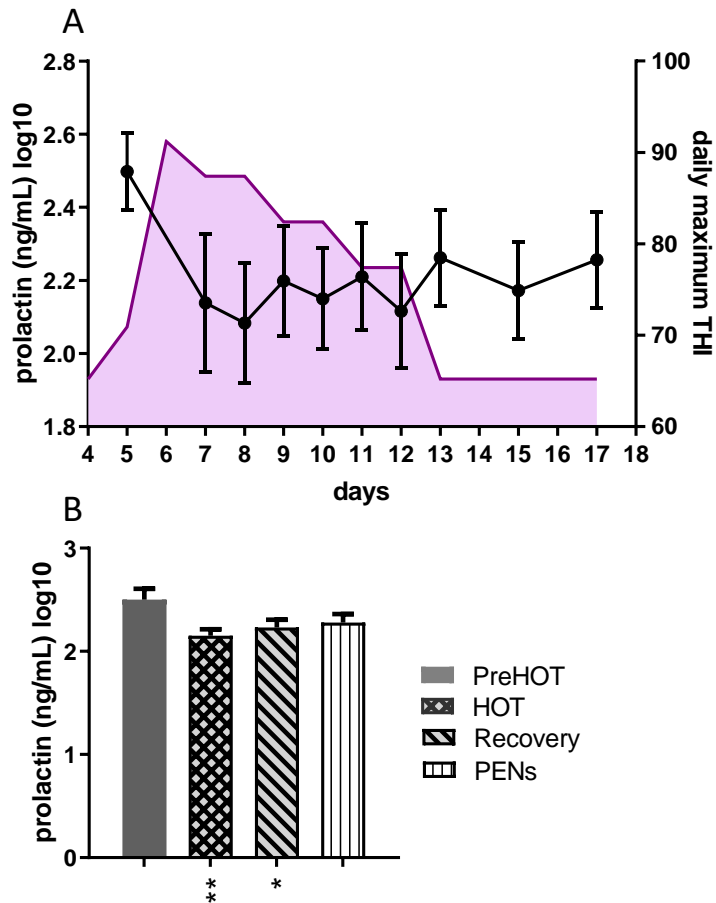 A
prolactin (ng/mL) log10
2.8
2.6
2.4
2.2
2.0
1.8
100
90
80
70
60
daily maximum THI
4 5 6 7 8 9 10 11 12 13 14 15 16 17 18
days
B
prolactin (ng/mL) log10
3
2
1
0
** *
PreHOT
HOT
Recovery
PENs